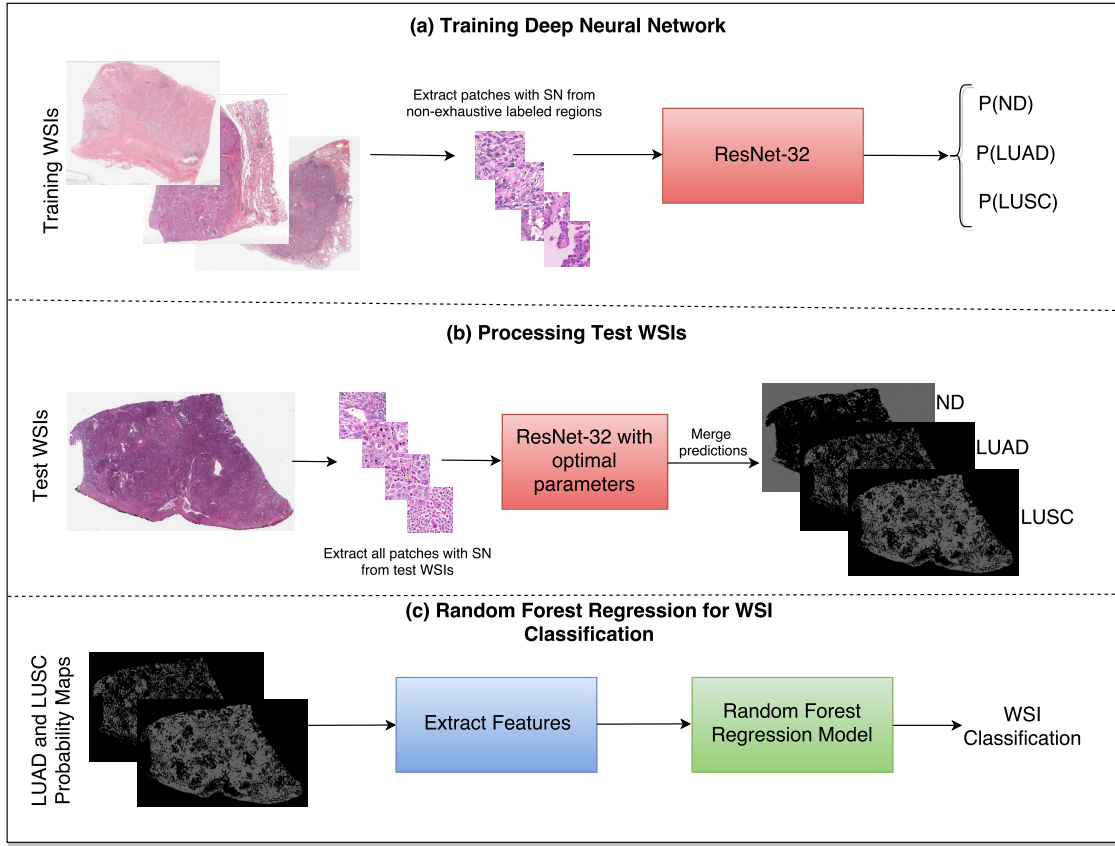 (a) Training Deep Neural Network
Training WSIs
Extract patches with SN from
non-exhaustive labeled regions
ResNet-32
P(ND)
P(LUAD)
P(LUSC)
(b) Processing Test WSIs
Test WSIs
Extract all patches with SN
from test WSIs
ResNet-32 with
optimal
parameters
Merge
predictions
ND
LUAD
LUSC
(c) Random Forest Regression for WSI
Classification
LUAD and LUSC
Probability Maps
Extract Features
Random Forest
Regression Model
WSI
Classification